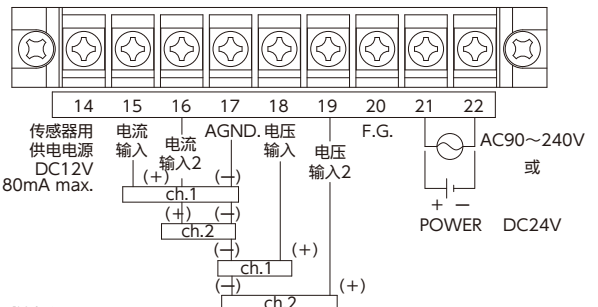 14 15 16 17 18 19 20 21 22
传感器用
供电电源
DC12V
80mA max.
电流
输入
电流
输入2
AGND.
电压
输入
电压
输入2
F.G.
AC90～240V
或
+ −
POWER DC24V
(+) (−)
ch.1
(+) (−)
ch.2
(−) (+)
ch.1
(−) (+)
ch.2